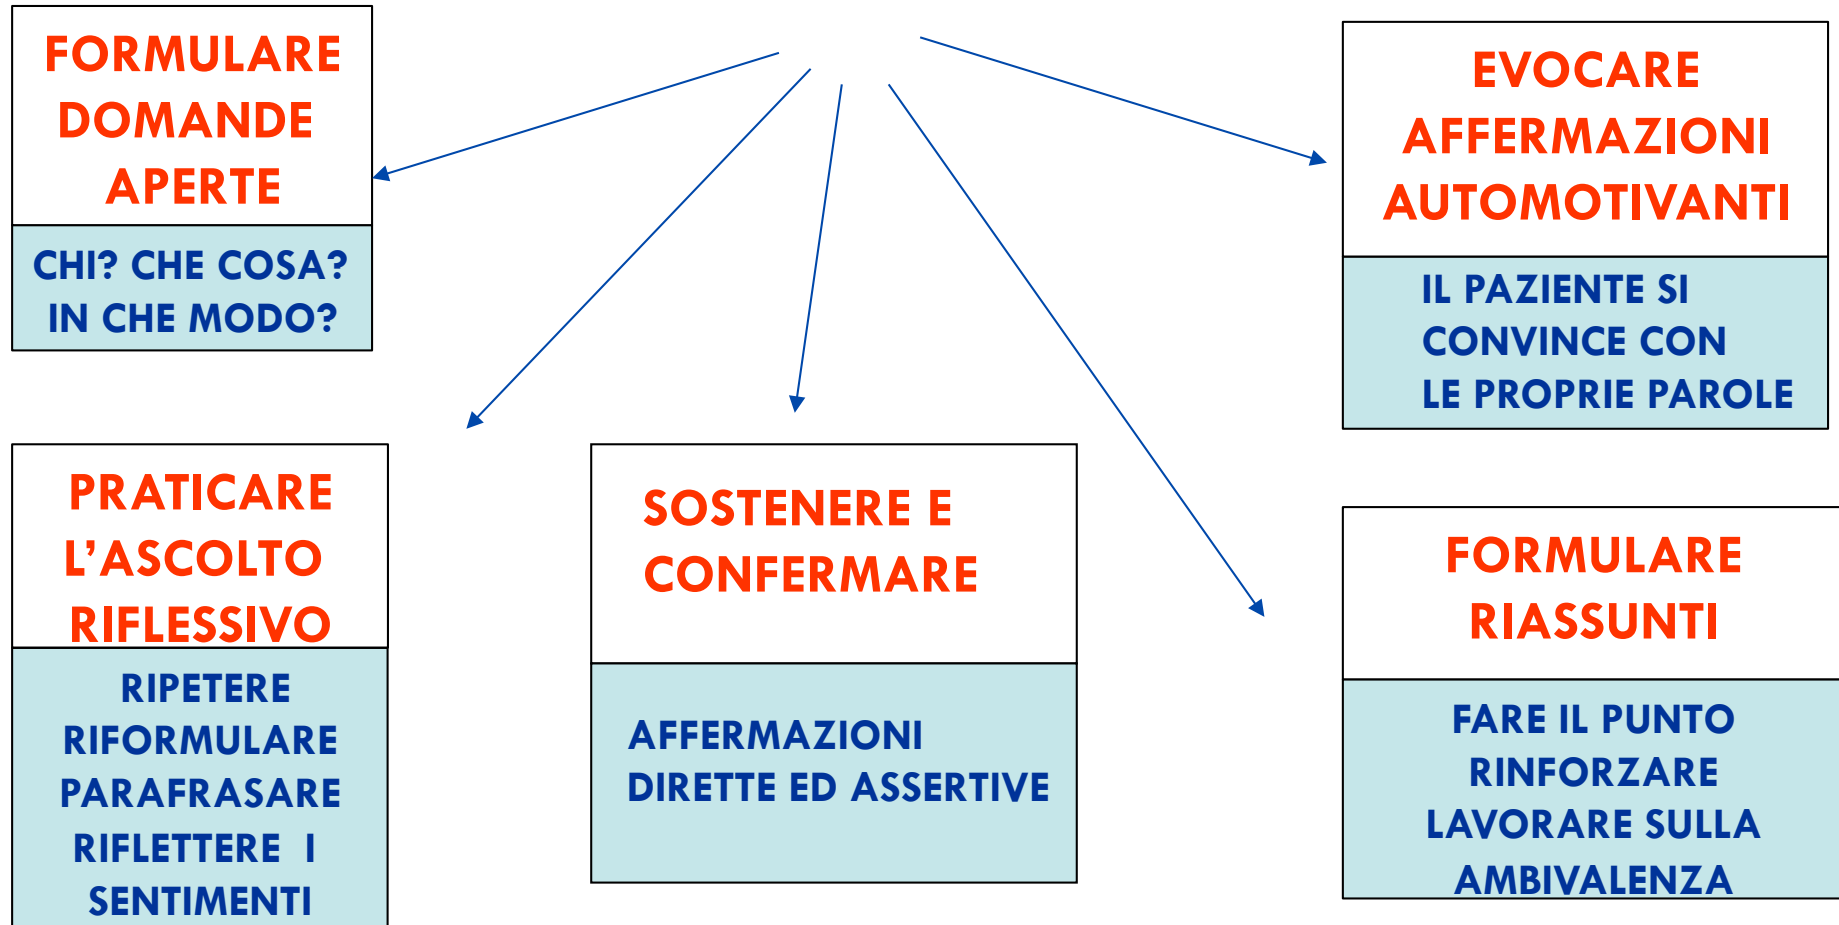 FORMULARE
DOMANDE
APERTE
CHI? CHE COSA?
IN CHE MODO?
EVOCARE
AFFERMAZIONI
AUTOMOTIVANTI
IL PAZIENTE SI
CONVINCE CON
LE PROPRIE PAROLE
PRATICARE
L’ASCOLTO
RIFLESSIVO
RIPETERE
RIFORMULARE
PARAFRASARE
RIFLETTERE I
SENTIMENTI
SOSTENERE E
CONFERMARE
AFFERMAZIONI
DIRETTE ED ASSERTIVE
FORMULARE
RIASSUNTI
FARE IL PUNTO
RINFORZARE
LAVORARE SULLA
AMBIVALENZA